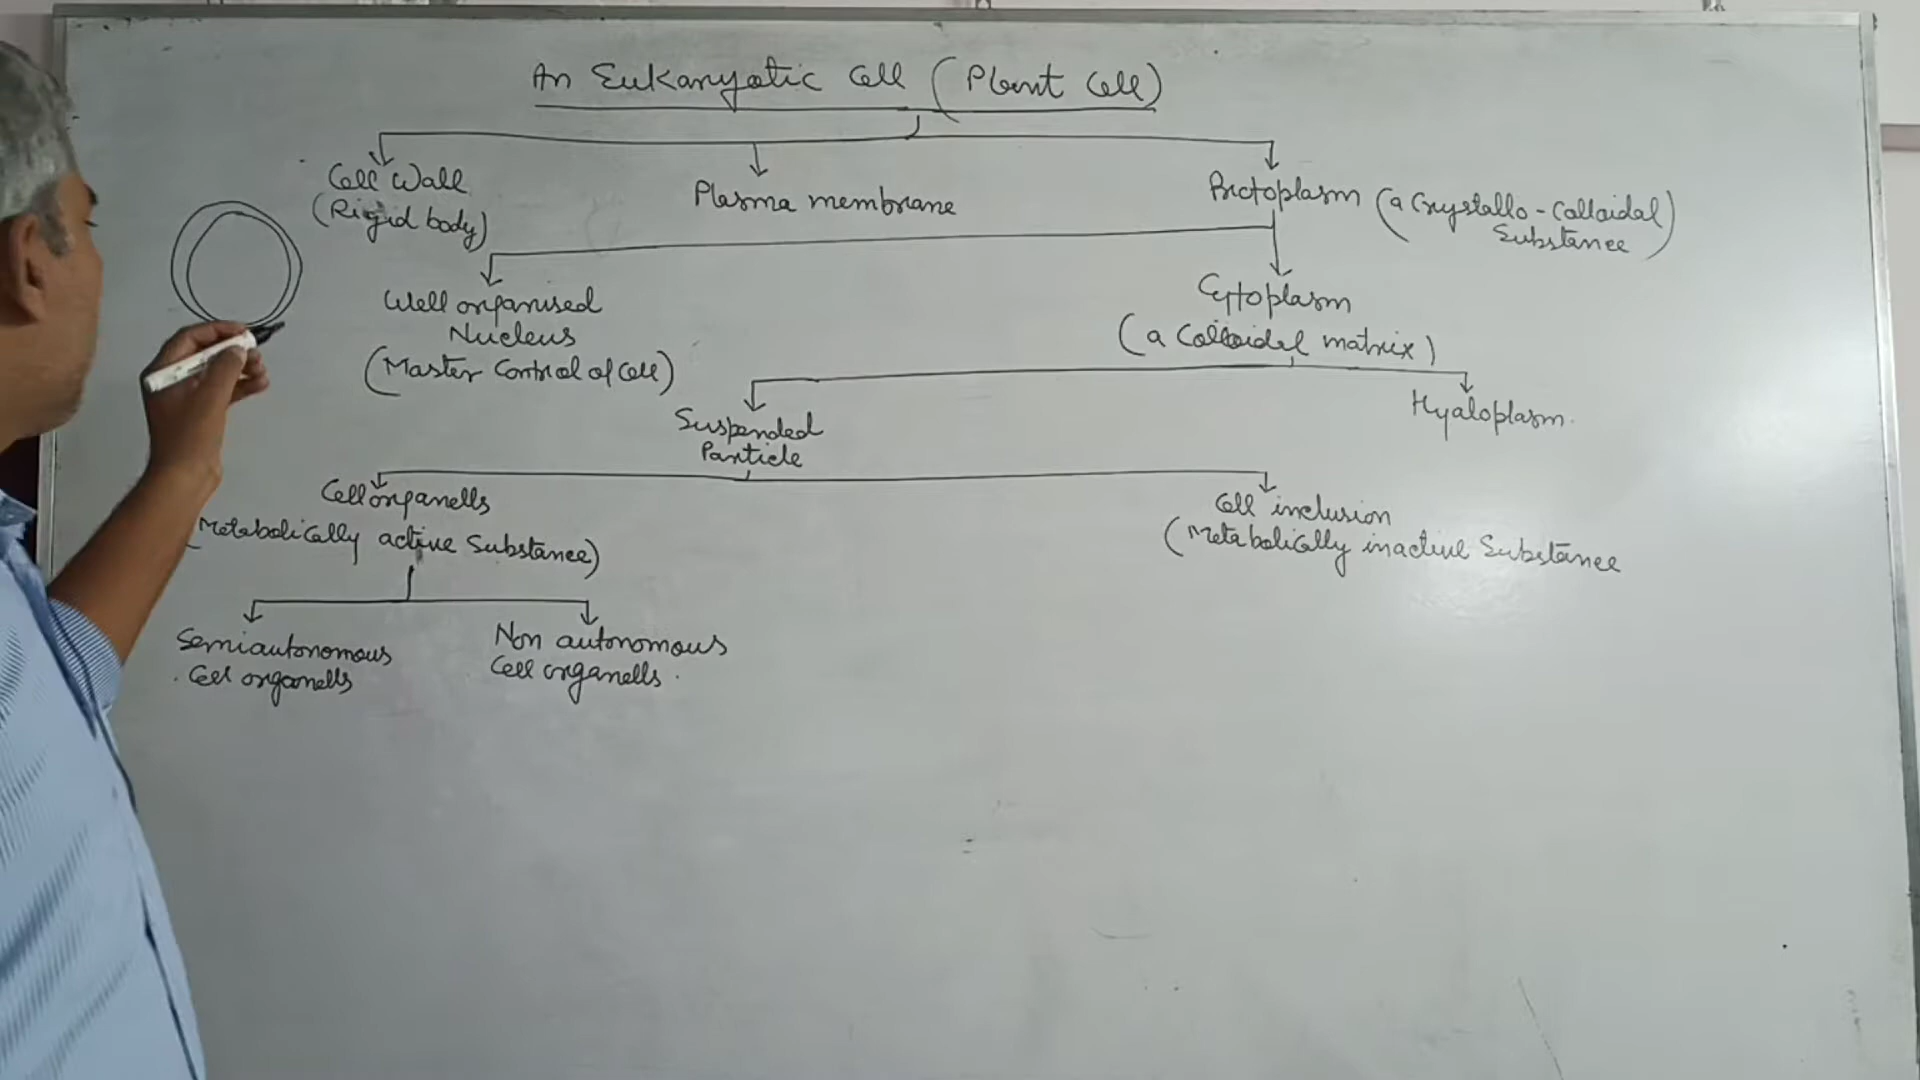 An Eukaryotic Cell (Plant Cell)
Cell Wall
(Rigid body)
Plasma membrane
Protoplasm (a Crystallo-Colloidal
Substance)
Well organised
Nucleus
(Master Control of Cell)
Cytoplasm
(a Colloidal matrix)
Suspended
Particle
Hyaloplasm.
Cell organells
(Metabolically active Substance)
Cell inclusion
(Metabolically inactive Substance
Semiautonomous
Cell organells
Non autonomous
Cell organells.